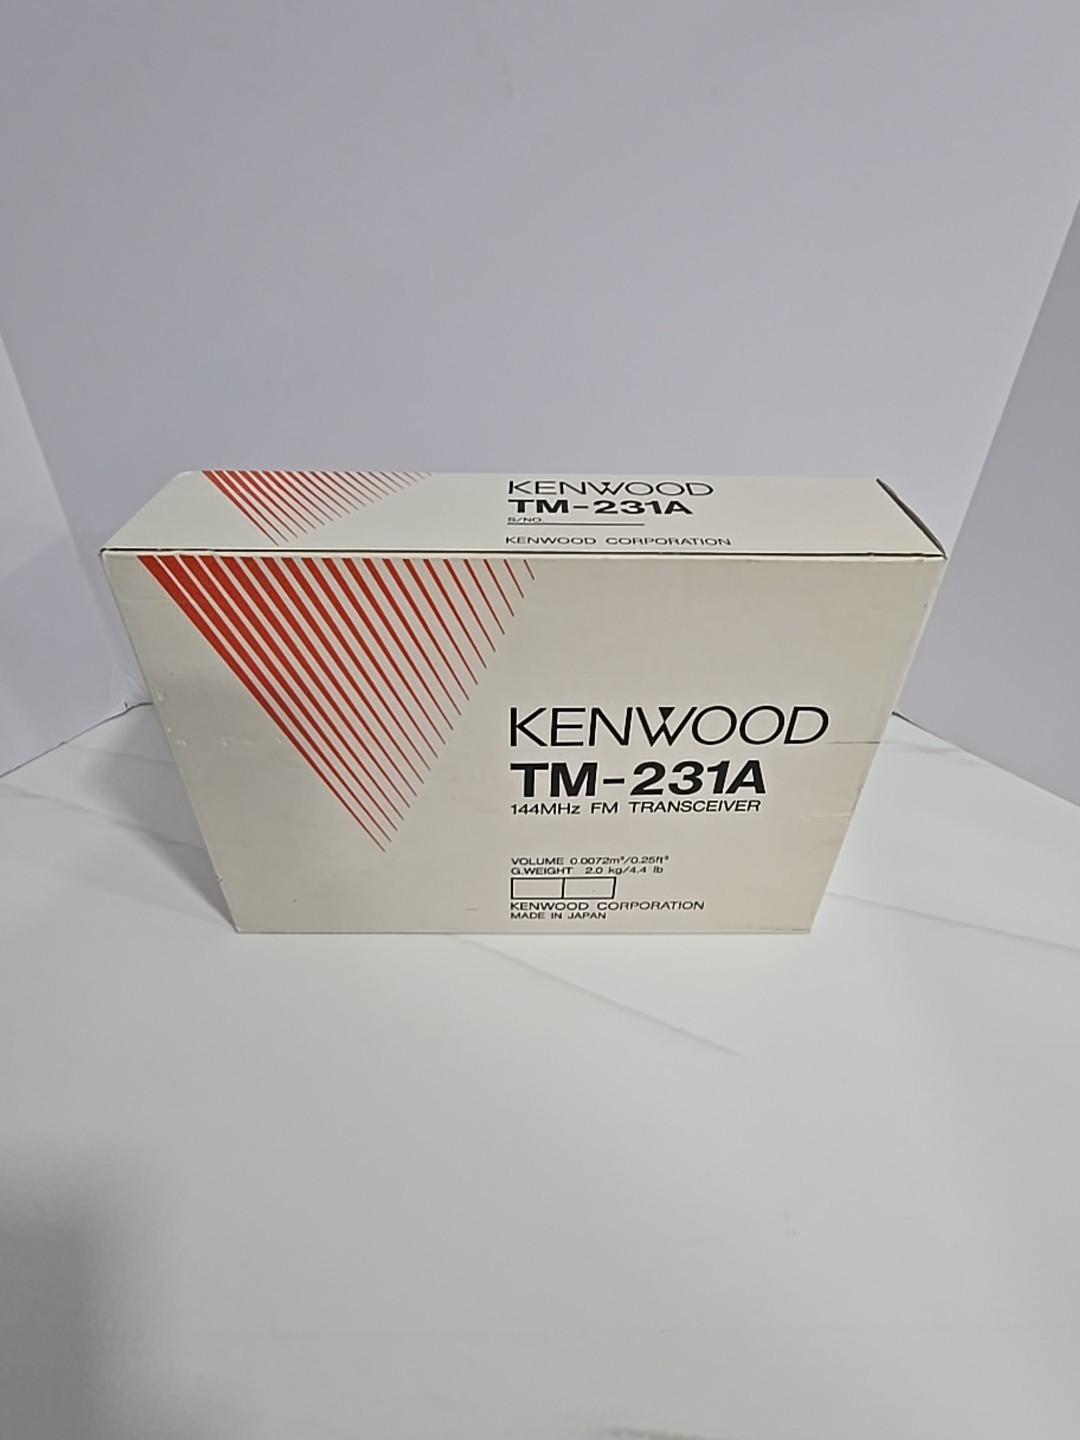 KENWOOD
TM-231A
S/NO.
KENWOOD CORPORATION
KENWOOD
TM-231A
144MHz FM TRANSCEIVER
VOLUME 0.0072m³/0.25ft³
G.WEIGHT 2.0 kg/4.4 lb
KENWOOD CORPORATION
MADE IN JAPAN